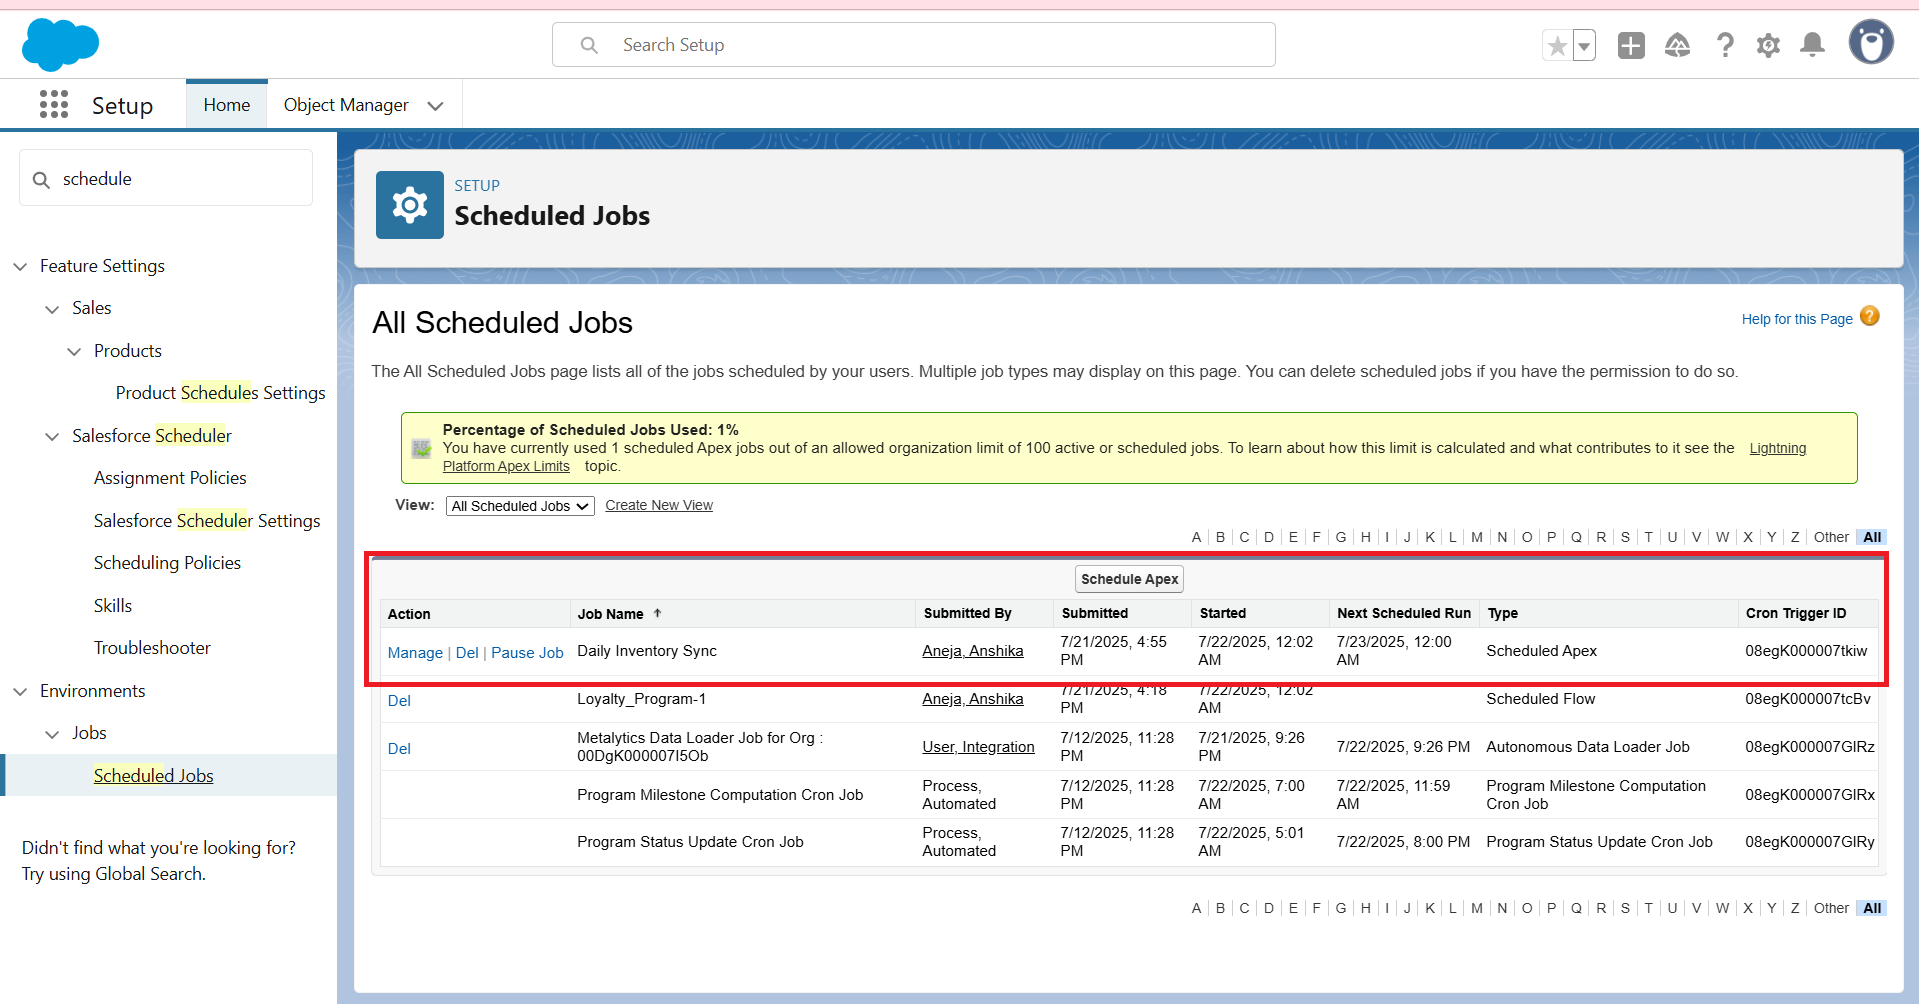 Search Setup
Setup
Home
Object Manager
schedule
Feature Settings
Sales
Products
Product Schedules Settings
Salesforce Scheduler
Assignment Policies
Salesforce Scheduler Settings
Scheduling Policies
Skills
Troubleshooter
Environments
Jobs
Scheduled Jobs
Didn't find what you're looking for?
Try using Global Search.
SETUP
Scheduled Jobs
All Scheduled Jobs
Help for this Page
The All Scheduled Jobs page lists all of the jobs scheduled by your users. Multiple job types may display on this page. You can delete scheduled jobs if you have the permission to do so.
Percentage of Scheduled Jobs Used: 1%
You have currently used 1 scheduled Apex jobs out of an allowed organization limit of 100 active or scheduled jobs. To learn about how this limit is calculated and what contributes to it see the Lightning
Platform Apex Limits topic.
View: All Scheduled Jobs Create New View
A | B | C | D | E | F | G | H | I | J | K | L | M | N | O | P | Q | R | S | T | U | V | W | X | Y | Z | Other All
Schedule Apex
Action Job Name Submitted By Submitted Started Next Scheduled Run Type Cron Trigger ID
Manage | Del | Pause Job Daily Inventory Sync Aneja, Anshika 7/21/2025, 4:55 PM 7/22/2025, 12:02 AM 7/23/2025, 12:00 AM Scheduled Apex 08egK000007tkiw
Del Loyalty_Program-1 Aneja, Anshika 7/21/2025, 4:18 PM 7/22/2025, 12:02 AM Scheduled Flow 08egK000007tcBv
Del Metalytics Data Loader Job for Org : 00DgK000007I5Ob User, Integration 7/12/2025, 11:28 PM 7/21/2025, 9:26 PM 7/22/2025, 9:26 PM Autonomous Data Loader Job 08egK000007GlRz
Program Milestone Computation Cron Job Process, Automated 7/12/2025, 11:28 PM 7/22/2025, 7:00 AM 7/22/2025, 11:59 AM Program Milestone Computation Cron Job 08egK000007GlRx
Program Status Update Cron Job Process, Automated 7/12/2025, 11:28 PM 7/22/2025, 5:01 AM 7/22/2025, 8:00 PM Program Status Update Cron Job 08egK000007GlRy
A | B | C | D | E | F | G | H | I | J | K | L | M | N | O | P | Q | R | S | T | U | V | W | X | Y | Z | Other All